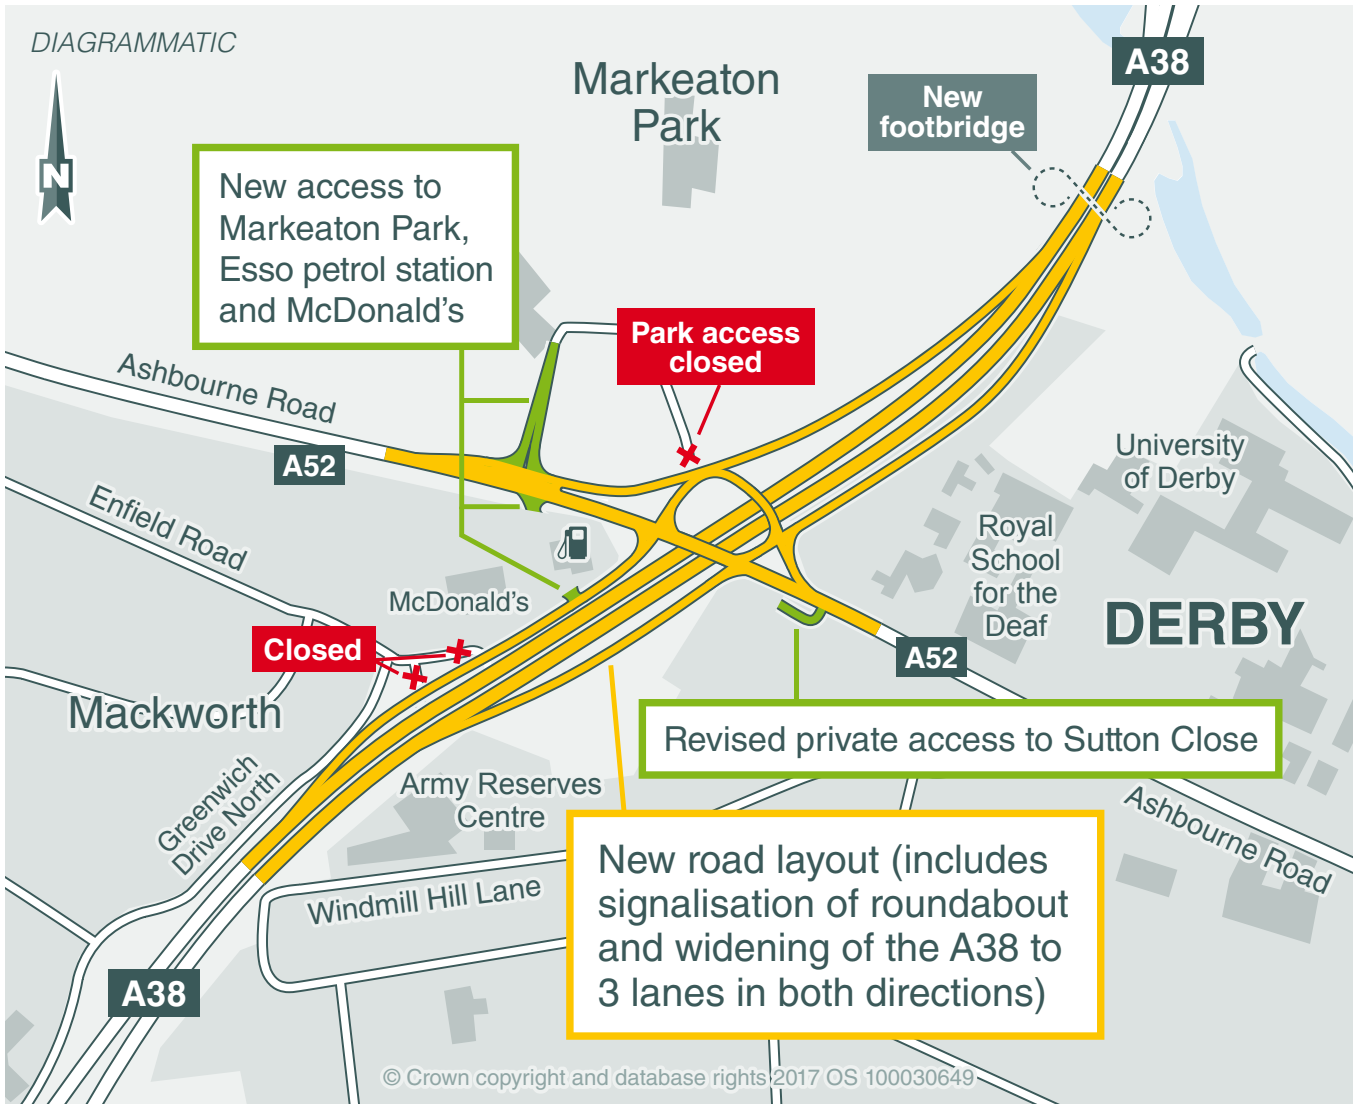 DIAGRAMMATIC
N
Markeaton
Park
A38
New
footbridge
New access to
Markeaton Park,
Esso petrol station
and McDonald's
Park access
closed
Ashbourne Road
A52
Enfield Road
University
of Derby
Royal
School
for the
Deaf
McDonald's
DERBY
Closed
A52
Mackworth
Revised private access to Sutton Close
Greenwich
Drive North
Army Reserves
Centre
Ashbourne Road
New road layout (includes
signalisation of roundabout
and widening of the A38 to
3 lanes in both directions)
Windmill Hill Lane
A38
© Crown copyright and database rights 2017 OS 100030649